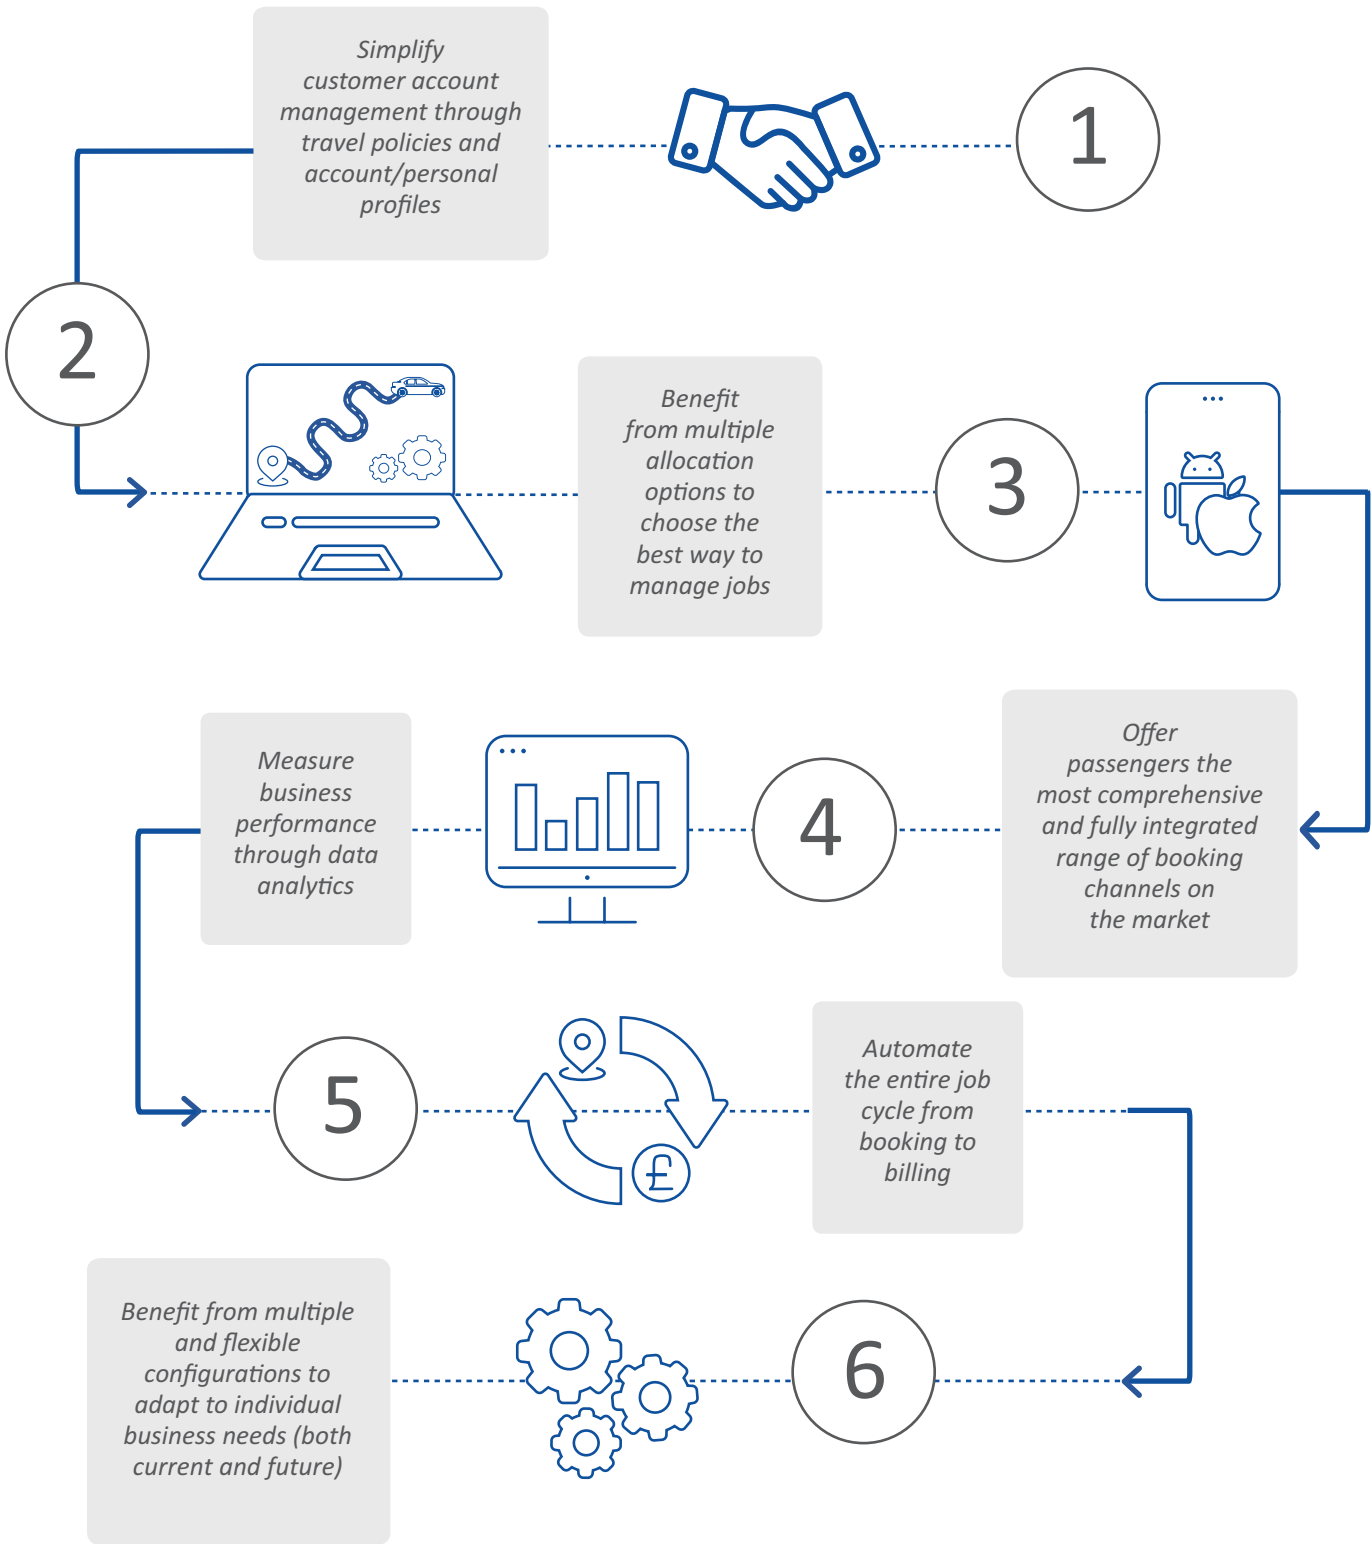 1
Simplify
customer account
management through
travel policies and
account/personal
profiles
2
Benefit
from multiple
allocation
options to
choose the
best way to
manage jobs
3
Offer
passengers the
most comprehensive
and fully integrated
range of booking
channels on
the market
4
Measure
business
performance
through data
analytics
5
£
Automate
the entire job
cycle from
booking to
billing
6
Benefit from multiple
and flexible
configurations to
adapt to individual
business needs (both
current and future)